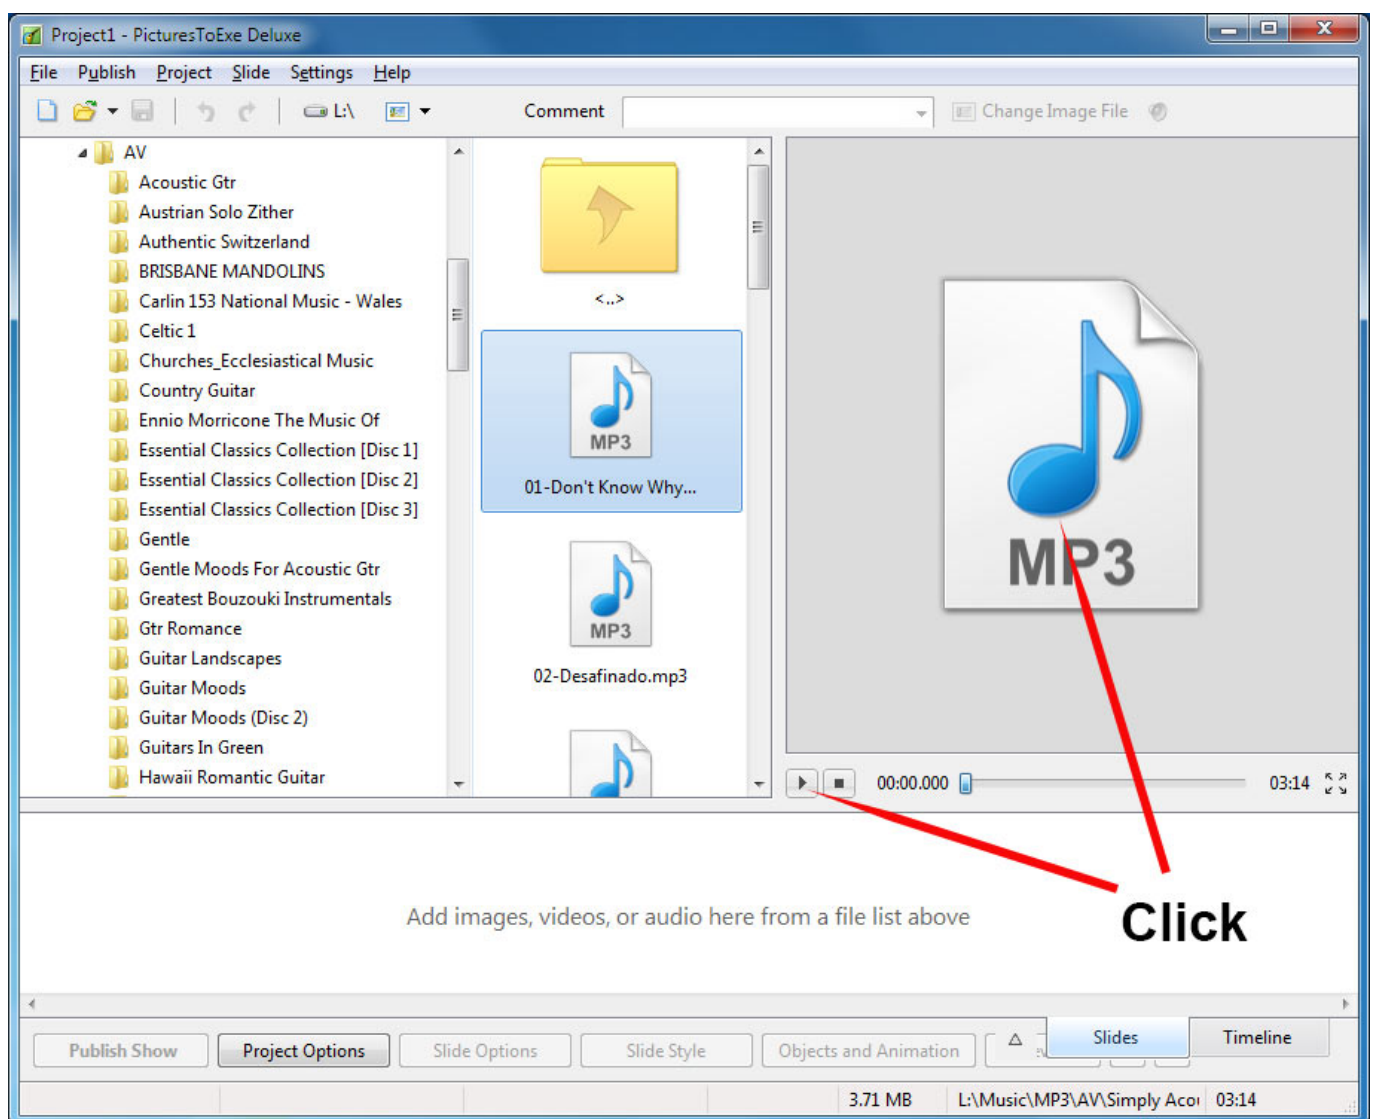 Project1 - PicturesToExe Deluxe
File Publish Project Slide Settings Help
L:\ Comment Change Image File
AV
Acoustic Gtr
Austrian Solo Zither
Authentic Switzerland
BRISBANE MANDOLINS
Carlin 153 National Music - Wales
Celtic 1
Churches_Ecclesiastical Music
Country Guitar
Ennio Morricone The Music Of
Essential Classics Collection [Disc 1]
Essential Classics Collection [Disc 2]
Essential Classics Collection [Disc 3]
Gentle
Gentle Moods For Acoustic Gtr
Greatest Bouzouki Instrumentals
Gtr Romance
Guitar Landscapes
Guitar Moods
Guitar Moods (Disc 2)
Guitars In Green
Hawaii Romantic Guitar
<..>
MP3
01-Don't Know Why...
MP3
02-Desafinado.mp3
MP3
00:00.000 03:14
Add images, videos, or audio here from a file list above
Click
Publish Show Project Options Slide Options Slide Style Objects and Animation Slides Timeline
3.71 MB L:\Music\MP3\AV\Simply Acou 03:14